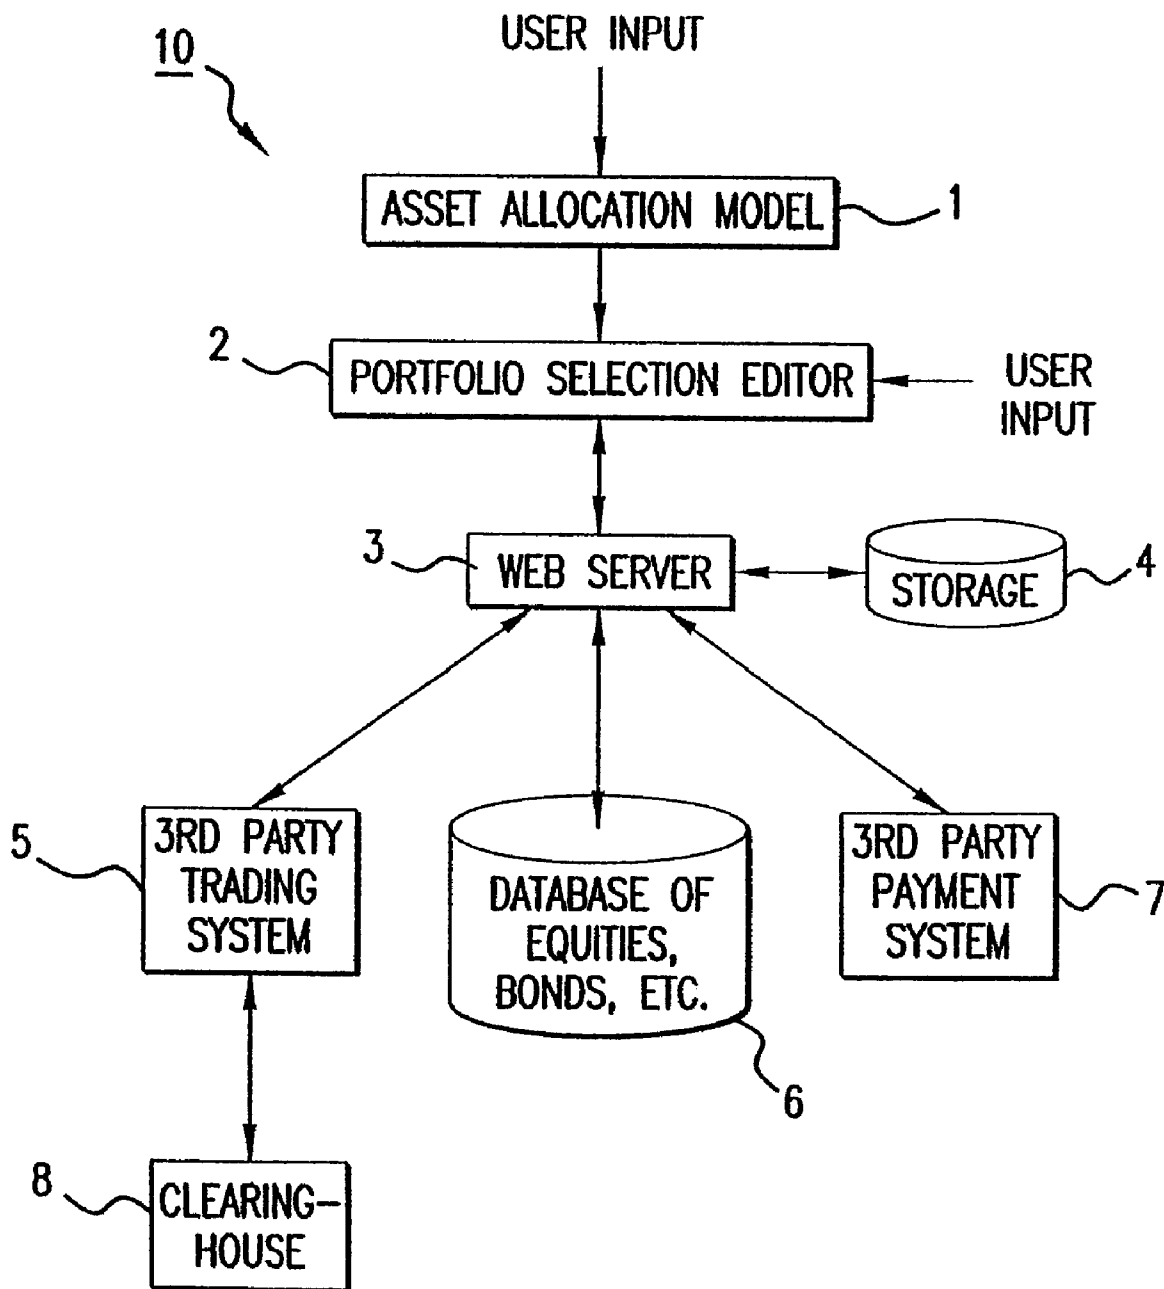 10
USER INPUT
ASSET ALLOCATION MODEL
1
2
PORTFOLIO SELECTION EDITOR
USER
INPUT
3
WEB SERVER
STORAGE
4
5
3RD PARTY
TRADING
SYSTEM
DATABASE OF
EQUITIES,
BONDS, ETC.
6
3RD PARTY
PAYMENT
SYSTEM
7
8
CLEARING-
HOUSE